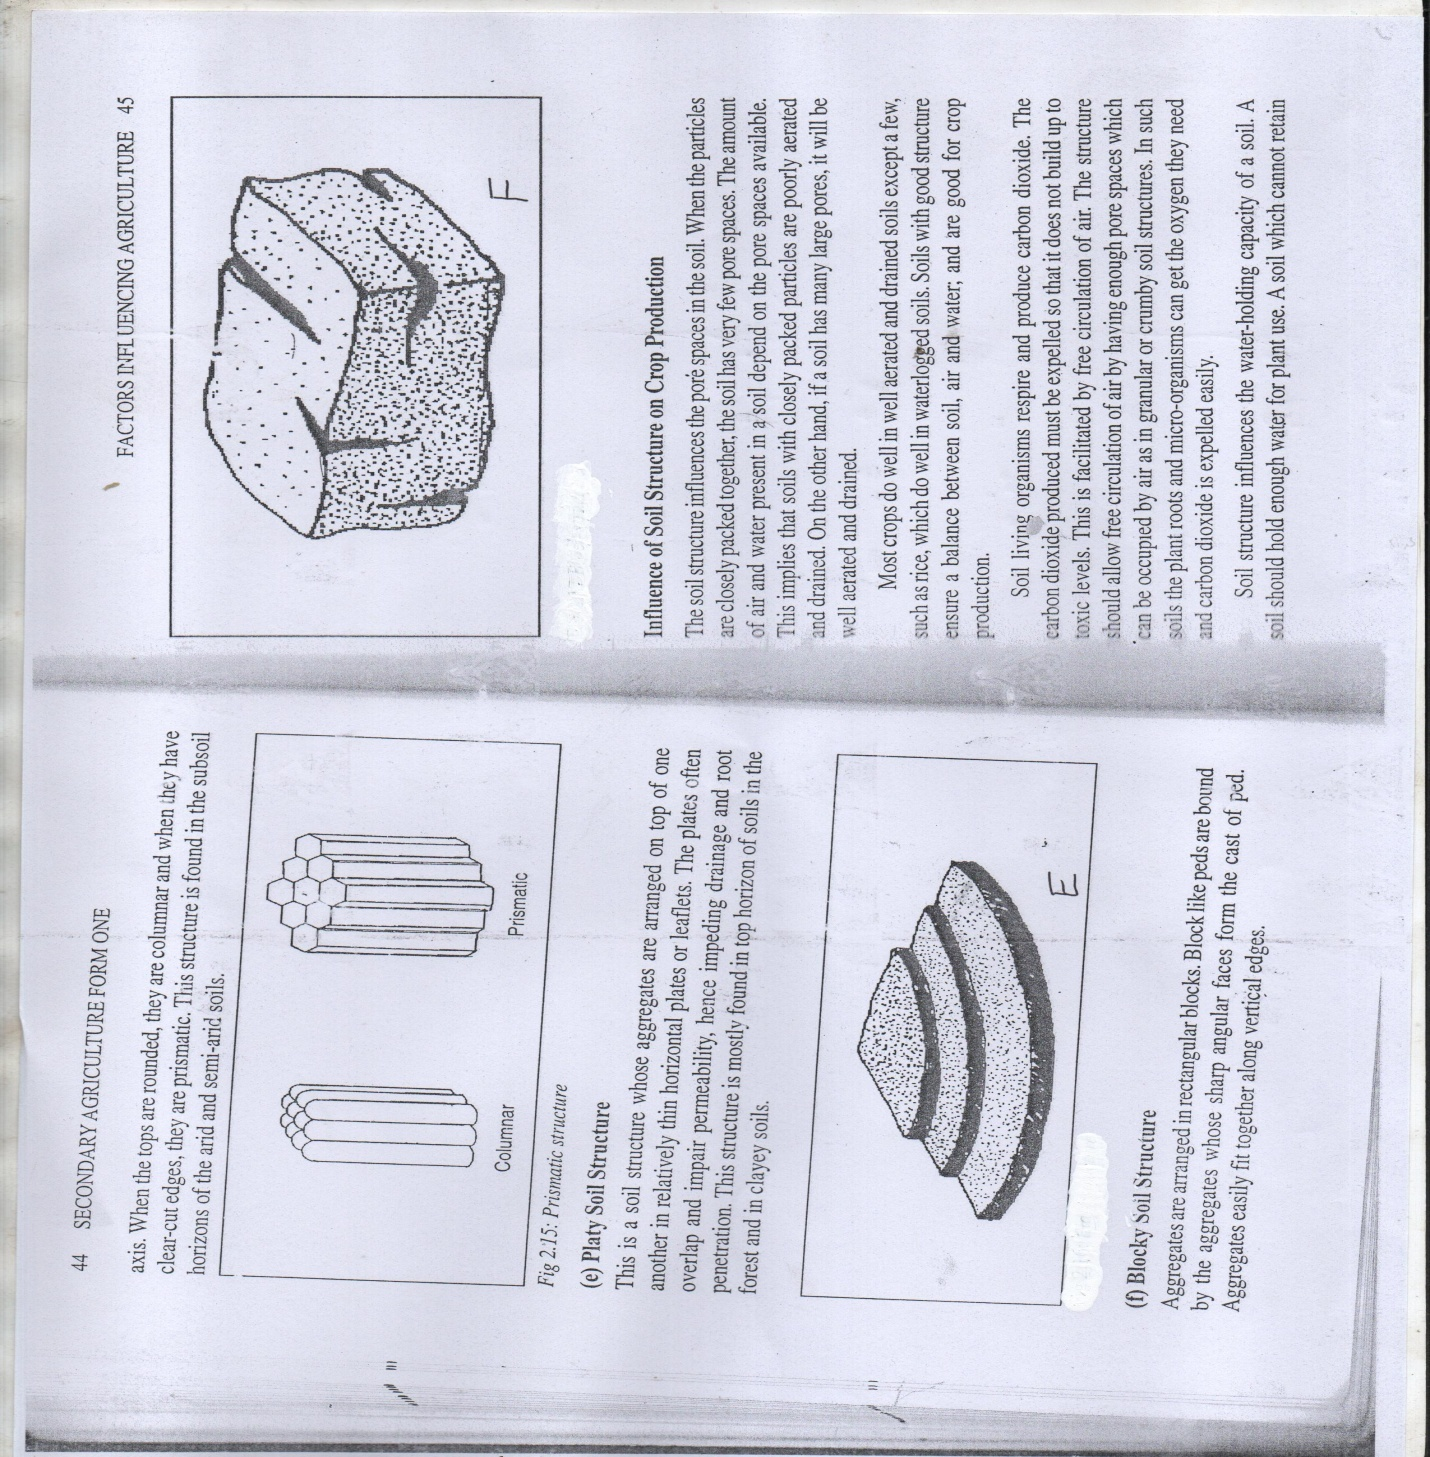 44 SECONDARY AGRICULTURE FORM ONE
axis. When the tops are rounded, they are columnar and when they have
clear-cut edges, they are prismatic. This structure is found in the subsoil
horizons of the arid and semi-arid soils.
Columnar
Prismatic
Fig 2.15: Prismatic structure
(e) Platy Soil Structure
This is a soil structure whose aggregates are arranged on top of one
another in relatively thin horizontal plates or leaflets. The plates often
overlap and impair permeability, hence impeding drainage and root
penetration. This structure is mostly found in top horizon of soils in the
forest and in clayey soils.
E
(f) Blocky Soil Structure
Aggregates are arranged in rectangular blocks. Block like peds are bound
by the aggregates whose sharp angular faces form the cast of ped.
Aggregates easily fit together along vertical edges.
FACTORS INFLUENCING AGRICULTURE 45
F
Influence of Soil Structure on Crop Production
The soil structure influences the pore spaces in the soil. When the particles
are closely packed together, the soil has very few pore spaces. The amount
of air and water present in a soil depend on the pore spaces available.
This implies that soils with closely packed particles are poorly aerated
and drained. On the other hand, if a soil has many large pores, it will be
well aerated and drained.
Most crops do well in well aerated and drained soils except a few,
such as rice, which do well in waterlogged soils. Soils with good structure
ensure a balance between soil, air and water; and are good for crop
production.
Soil living organisms respire and produce carbon dioxide. The
carbon dioxide produced must be expelled so that it does not build up to
toxic levels. This is facilitated by free circulation of air. The structure
should allow free circulation of air by having enough pore spaces which
can be occupied by air as in granular or crumby soil structures. In such
soils the plant roots and micro-organisms can get the oxygen they need
and carbon dioxide is expelled easily.
Soil structure influences the water-holding capacity of a soil. A
soil should hold enough water for plant use. A soil which cannot retain